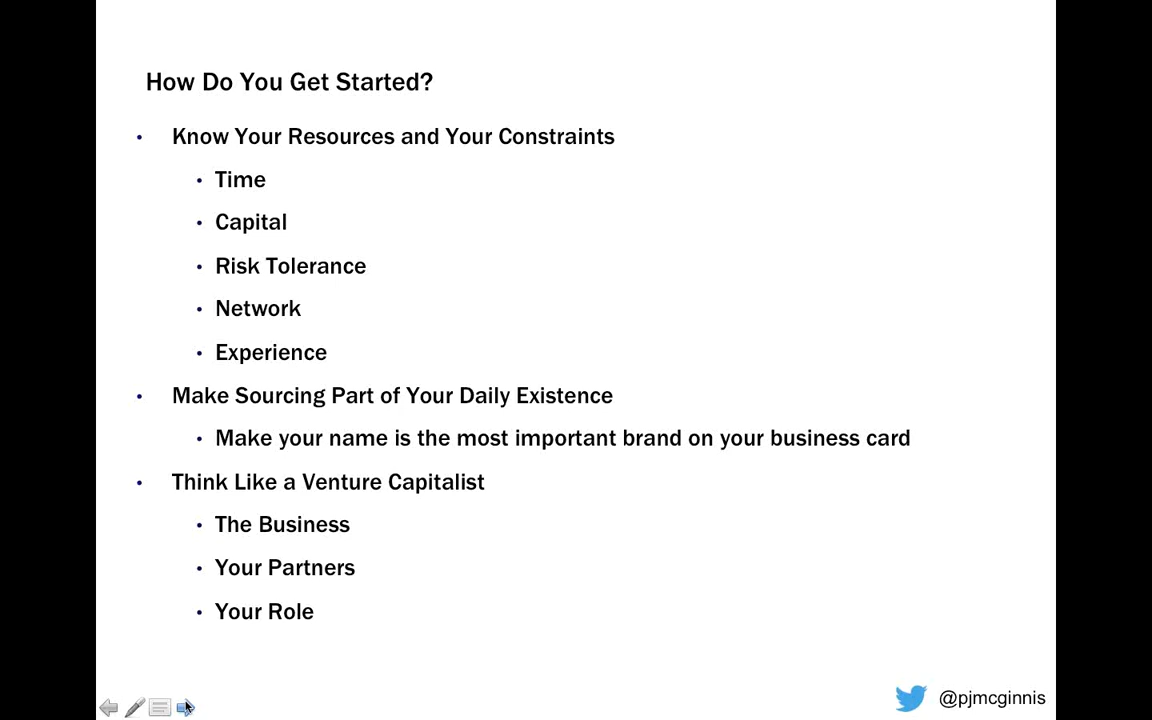 How Do You Get Started?
• Know Your Resources and Your Constraints
• Time
• Capital
• Risk Tolerance
• Network
• Experience
• Make Sourcing Part of Your Daily Existence
• Make your name is the most important brand on your business card
• Think Like a Venture Capitalist
• The Business
• Your Partners
• Your Role
@pjmcginnis